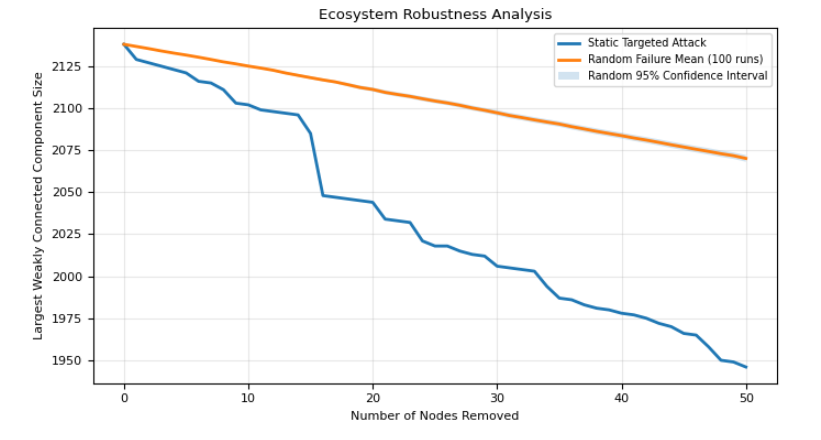 Ecosystem Robustness Analysis
Static Targeted Attack
Random Failure Mean (100 runs)
Random 95% Confidence Interval
Largest Weakly Connected Component Size
2125
2100
2075
2050
2025
2000
1975
1950
0 10 20 30 40 50
Number of Nodes Removed